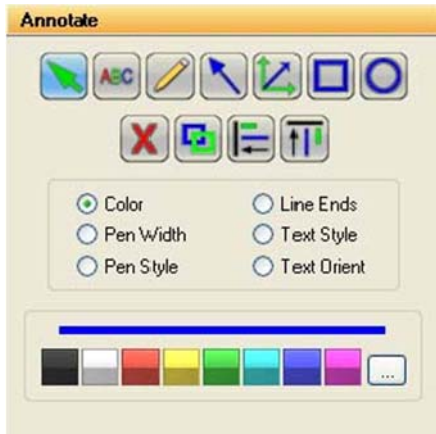 Annotate
ABC
Color
Line Ends
Pen Width
Text Style
Pen Style
Text Orient
...